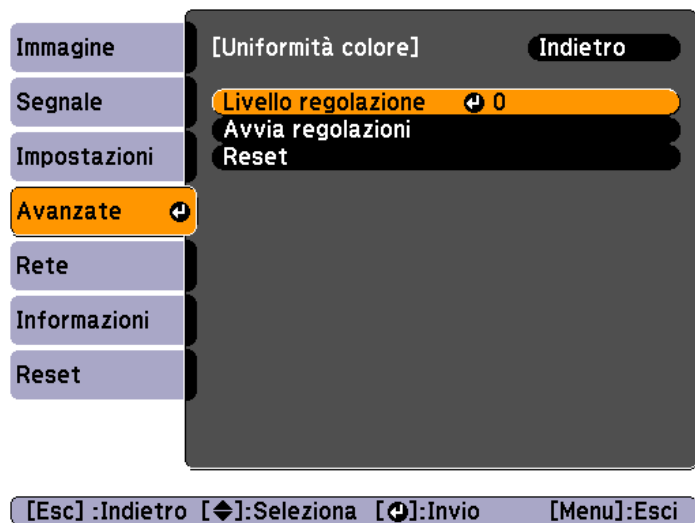 Immagine
Segnale
Impostazioni
Avanzate
Rete
Informazioni
Reset
[Uniformità colore] Indietro
Livello regolazione 0
Avvia regolazioni
Reset
[Esc] :Indietro [◆]:Seleziona [↵]:Invio [Menu]:Esci